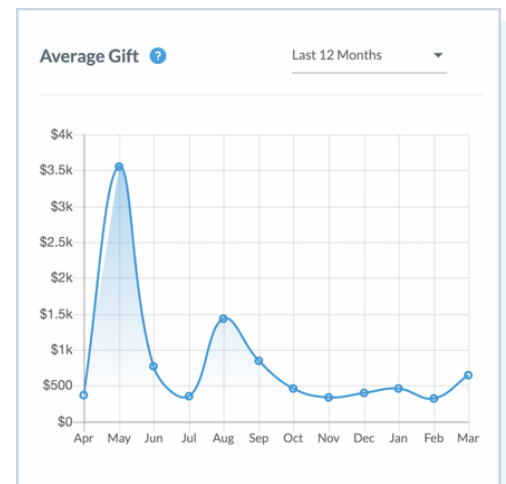 Average Gift ?
Last 12 Months
$4k
$3.5k
$3k
$2.5k
$2k
$1.5k
$1k
$500
$0
Apr May Jun Jul Aug Sep Oct Nov Dec Jan Feb Mar